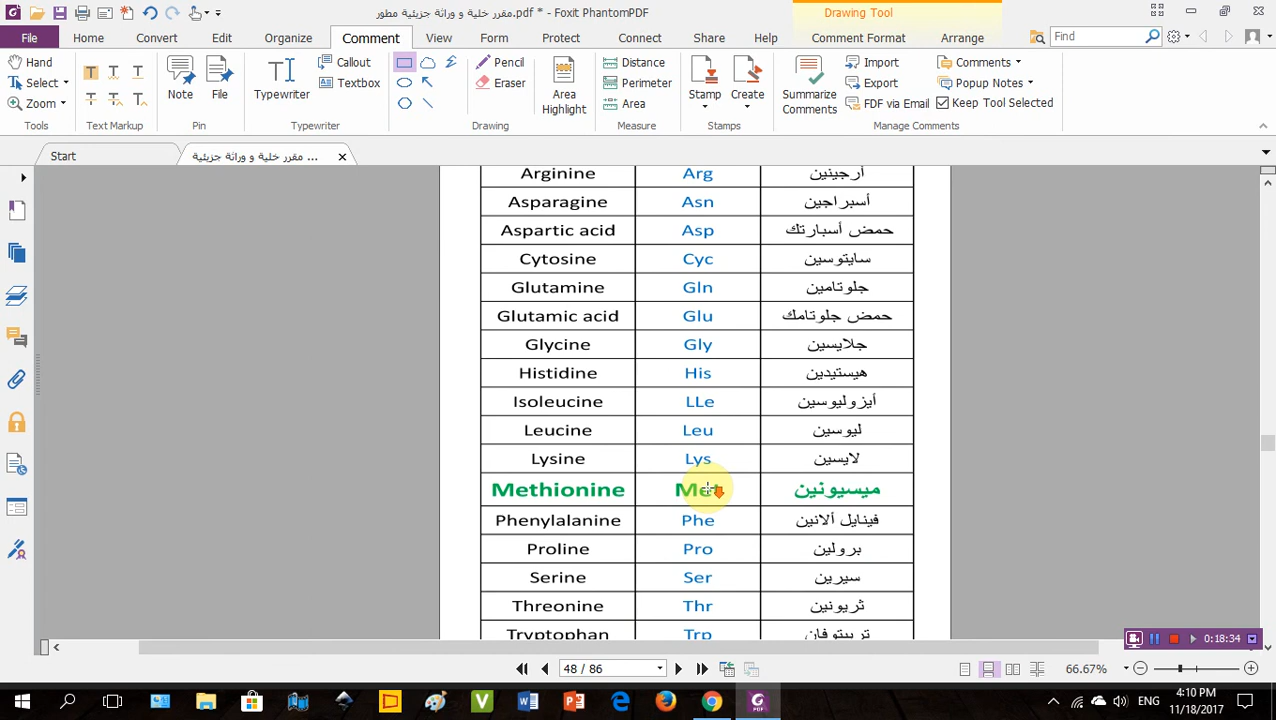 مقرر خلية و وراثة جزيئية مطور.pdf * - Foxit PhantomPDF
Drawing Tool
File Home Convert Edit Organize Comment View Form Protect Connect Share Help Comment Format Arrange Find
Hand Select Zoom
Note File
Typewriter
Callout Textbox
Pencil Eraser
Area Highlight
Distance Perimeter Area
Stamp Create
Summarize Comments
Import Export FDF via Email
Comments Popup Notes Keep Tool Selected
Tools Text Markup Pin Typewriter Drawing Measure Stamps Manage Comments
Start
مقرر خلية و وراثة جزيئية ...
Arginine Arg أرجينين
Asparagine Asn أسبراجين
Aspartic acid Asp حمض أسبارتك
Cytosine Cyc سايتوسين
Glutamine Gln جلوتامين
Glutamic acid Glu حمض جلوتامك
Glycine Gly جلايسين
Histidine His هيستيدين
Isoleucine LLe أيزوليوسين
Leucine Leu ليوسين
Lysine Lys لايسين
Methionine Met ميسيونين
Phenylalanine Phe فينايل ألانين
Proline Pro برولين
Serine Ser سيرين
Threonine Thr ثريونين
Tryptophan Trp تريبتوفان
0:18:34
48 / 86
66.67%
ENG
4:10 PM
11/18/2017